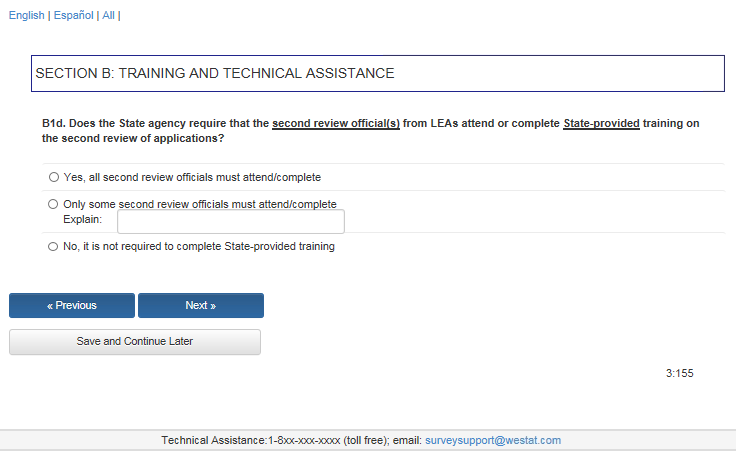 English | Español | All |
SECTION B: TRAINING AND TECHNICAL ASSISTANCE
B1d. Does the State agency require that the second review official(s) from LEAs attend or complete State-provided training on
the second review of applications?
Yes, all second review officials must attend/complete
Only some second review officials must attend/complete
Explain:
No, it is not required to complete State-provided training
« Previous
Next »
Save and Continue Later
3:155
Technical Assistance:1-8xx-xxx-xxxx (toll free); email: surveysupport@westat.com